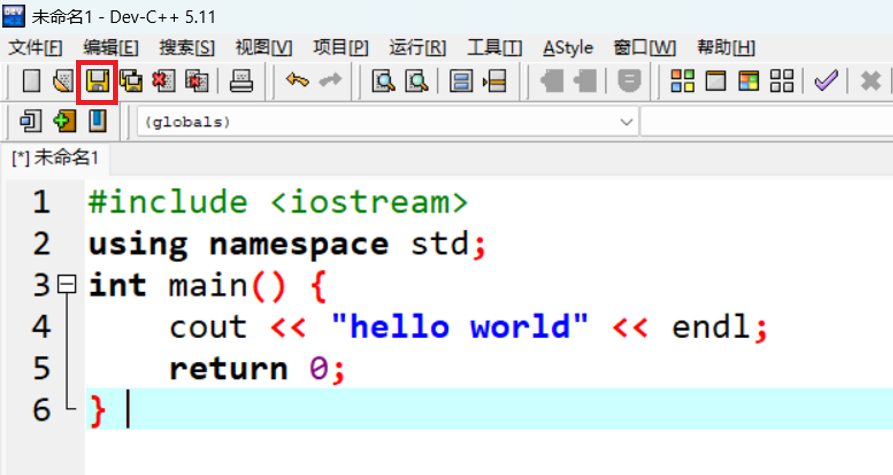 未命名1 - Dev-C++ 5.11
文件[F] 编辑[E] 搜索[S] 视图[V] 项目[P] 运行[R] 工具[T] AStyle 窗口[W] 帮助[H]
(globals)
[*] 未命名1
1 #include <iostream>
2 using namespace std;
3 int main() {
4 cout << "hello world" << endl;
5 return 0;
6 }